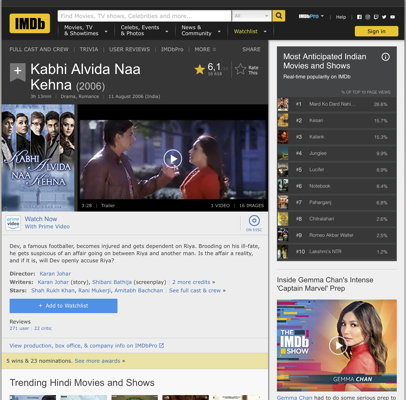 IMDb
Find Movies, TV shows, Celebrities and more...
All
IMDbPro
Help
Movies, TV
& Showtimes
Celebs, Events
& Photos
News &
Community
Watchlist
Sign in
FULL CAST AND CREW | TRIVIA | USER REVIEWS | IMDbPro | MORE
SHARE
+
Kabhi Alvida Naa
Kehna (2006)
6,1
Rate
This
3h 13min | Drama, Romance | 11 August 2006 (India)
KABHI
ALVIDA
NAA KEHNA
3:28 | Trailer
1 VIDEO | 16 IMAGES
prime
video
Watch Now
With Prime Video
ON DISC
Dev, a famous footballer, becomes injured and gets dependent on Riya. Brooding on his ill-fate,
he gets suspicious of an affair going on between Riya and another man. Is the affair a reality,
and if it is, will Dev openly accuse Riya?
Director: Karan Johar
Writers: Karan Johar (story), Shibani Bathija (screenplay) | 2 more credits »
Stars: Shah Rukh Khan, Rani Mukerji, Amitabh Bachchan | See full cast & crew »
+ Add to Watchlist
Reviews
271 user | 22 critic
View production, box office, & company info on IMDbPro
5 wins & 23 nominations. See more awards »
Trending Hindi Movies and Shows
Most Anticipated Indian
Movies and Shows
Real-time popularity on IMDb
% OF TOP 10 PAGE VIEWS
#1 Mard Ko Dard Nahi... 28.6%
#2 Kesari 15.7%
#3 Kalank 15.3%
#4 Junglee 9.9%
#5 Lucifer 8.9%
#6 Notebook 8.4%
#7 Paharganj 6.8%
#8 Chitralahari 2.6%
#9 Romeo Akbar Walter 2.5%
#10 Lakshmi's NTR 1.2%
Inside Gemma Chan's Intense
'Captain Marvel' Prep
THE
IMDb
SHOW
GEMMA CHAN
Gemma Chan had to do some serious prep to